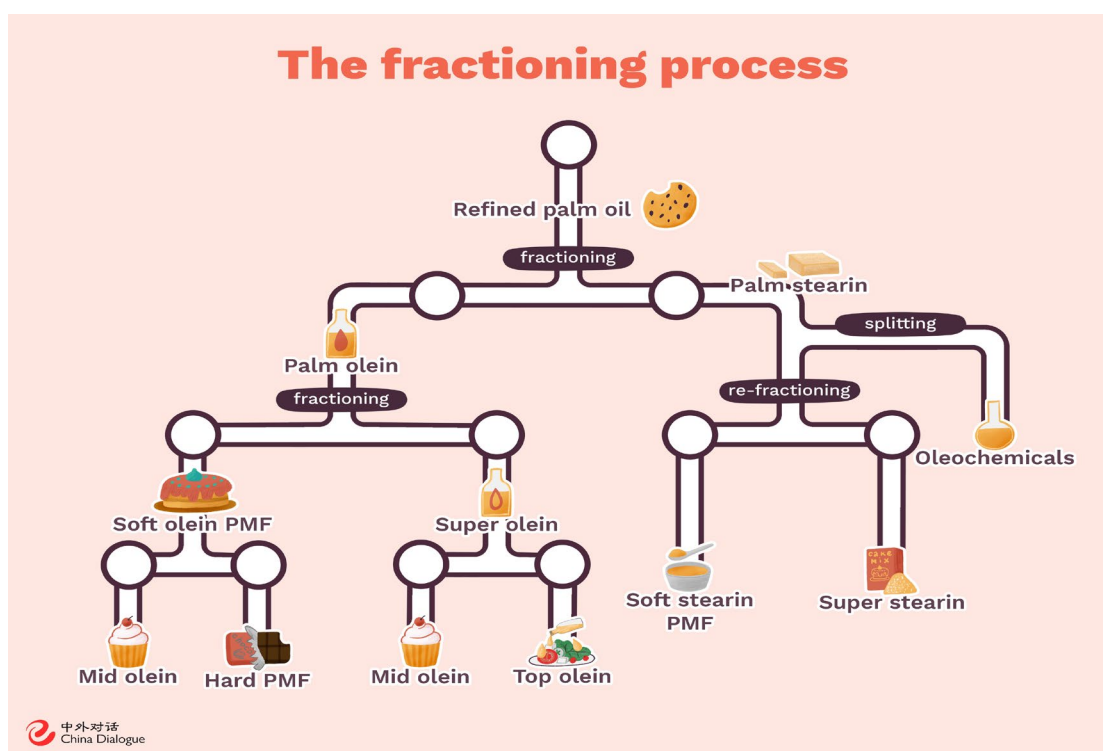 The fractioning process
Refined palm oil
fractioning
Palm stearin
splitting
Palm olein
re-fractioning
fractioning
Oleochemicals
Soft olein PMF
Super olein
CAKE
MIX
Soft stearin
PMF
Super stearin
Mid olein
Hard PMF
Mid olein
Top olein
中外对话
China Dialogue